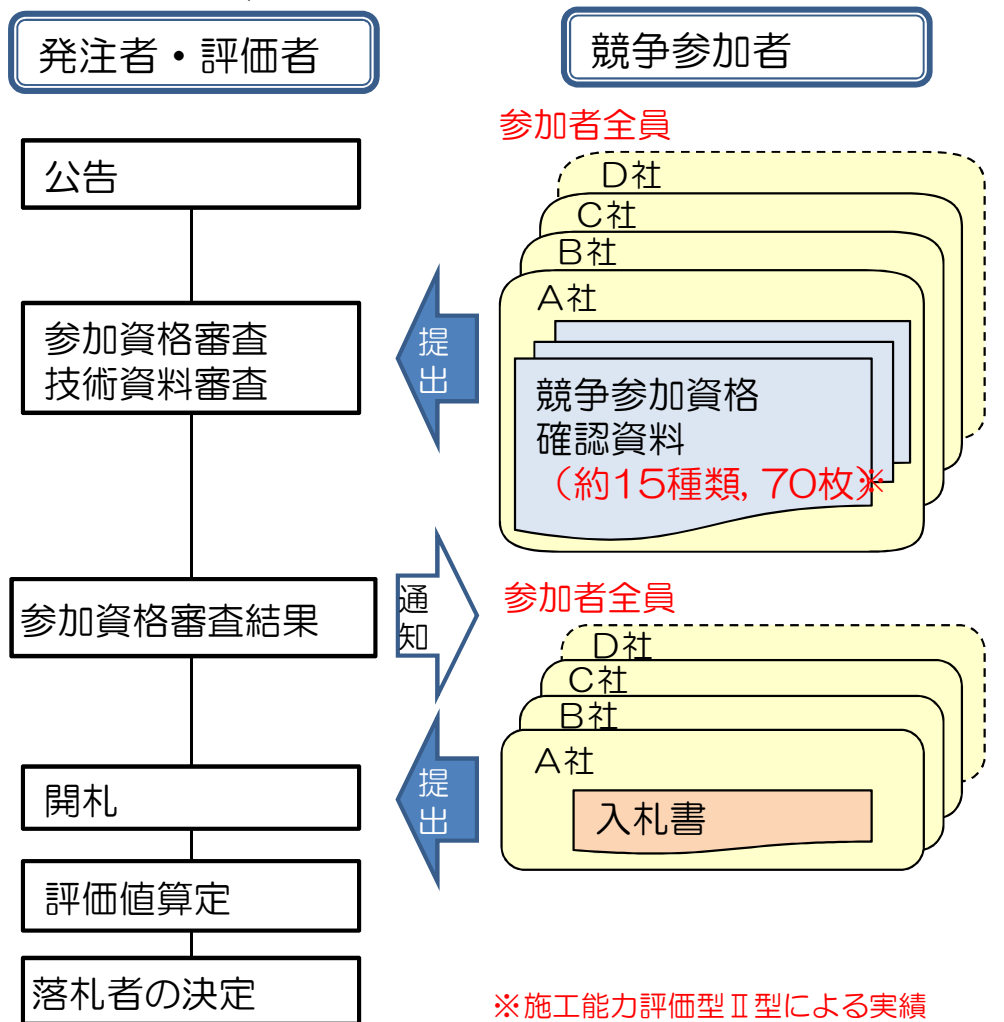 発注者・評価者
競争参加者
参加者全員
公告
D社
C社
B社
A社
参加資格審査
技術資料審査
提
出
競争参加資格
確認資料
（約15種類, 70枚）※
参加資格審査結果
通
知
参加者全員
D社
C社
B社
A社
開札
提
出
入札書
評価値算定
落札者の決定
※施工能力評価型Ⅱ型による実績